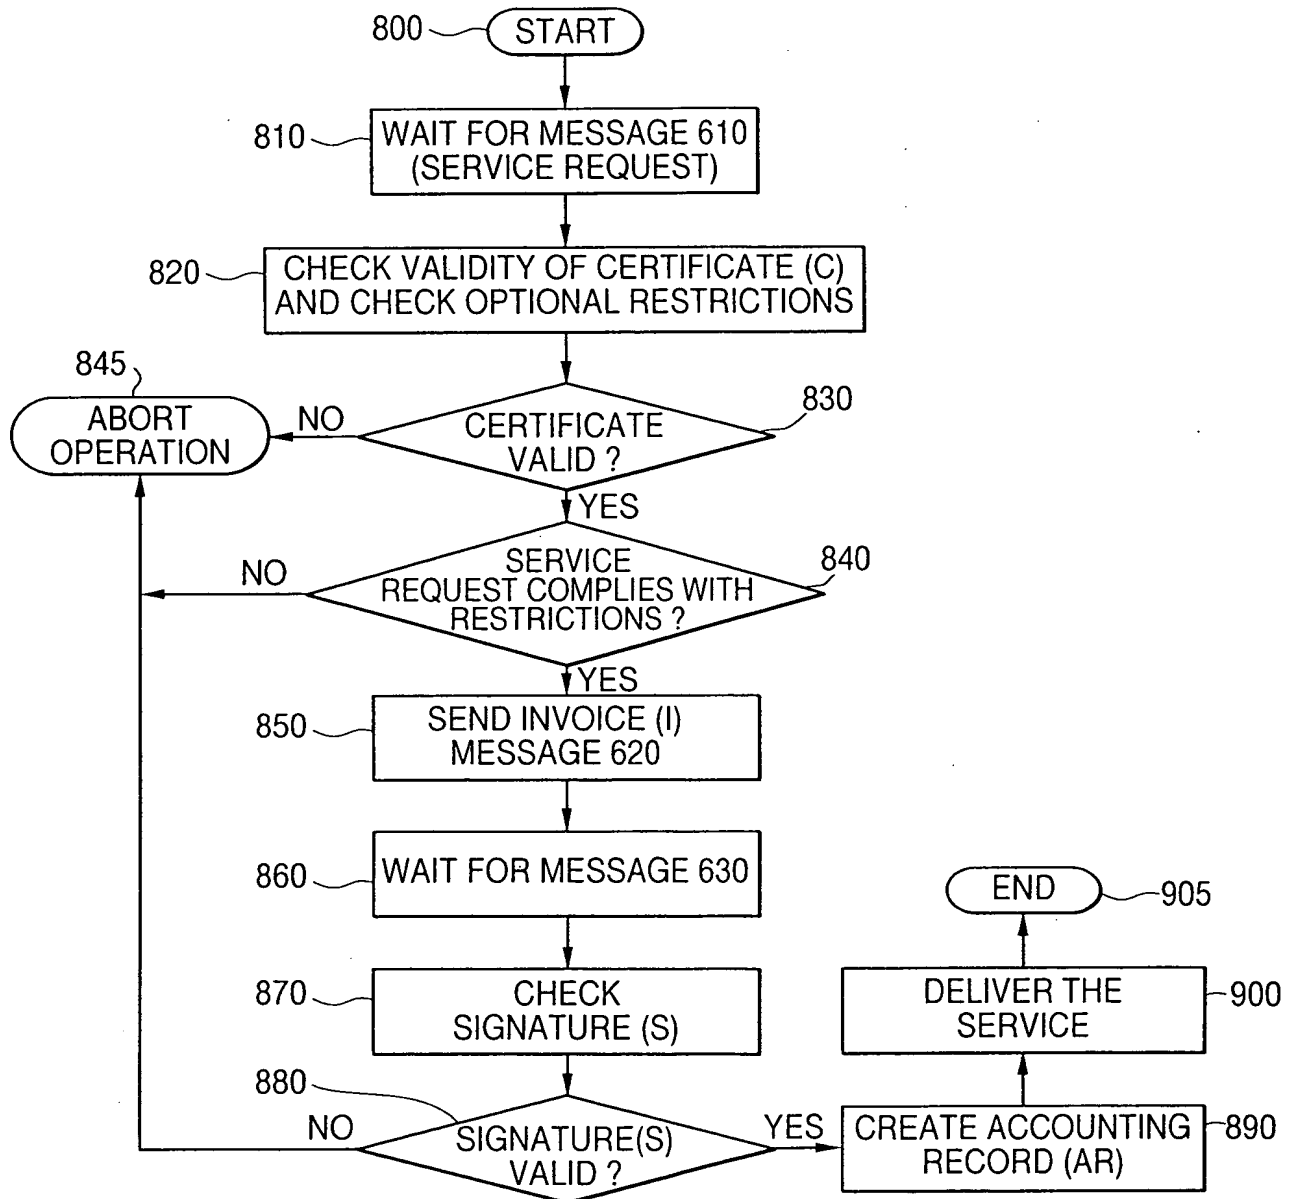 800
START
810
WAIT FOR MESSAGE 610
(SERVICE REQUEST)
820
CHECK VALIDITY OF CERTIFICATE (C)
AND CHECK OPTIONAL RESTRICTIONS
845
ABORT
OPERATION
NO
CERTIFICATE
VALID ?
830
YES
NO
SERVICE
REQUEST COMPLIES WITH
RESTRICTIONS ?
840
YES
850
SEND INVOICE (I)
MESSAGE 620
860
WAIT FOR MESSAGE 630
END
905
870
CHECK
SIGNATURE (S)
DELIVER THE
SERVICE
900
880
NO
SIGNATURE(S)
VALID ?
YES
CREATE ACCOUNTING
RECORD (AR)
890